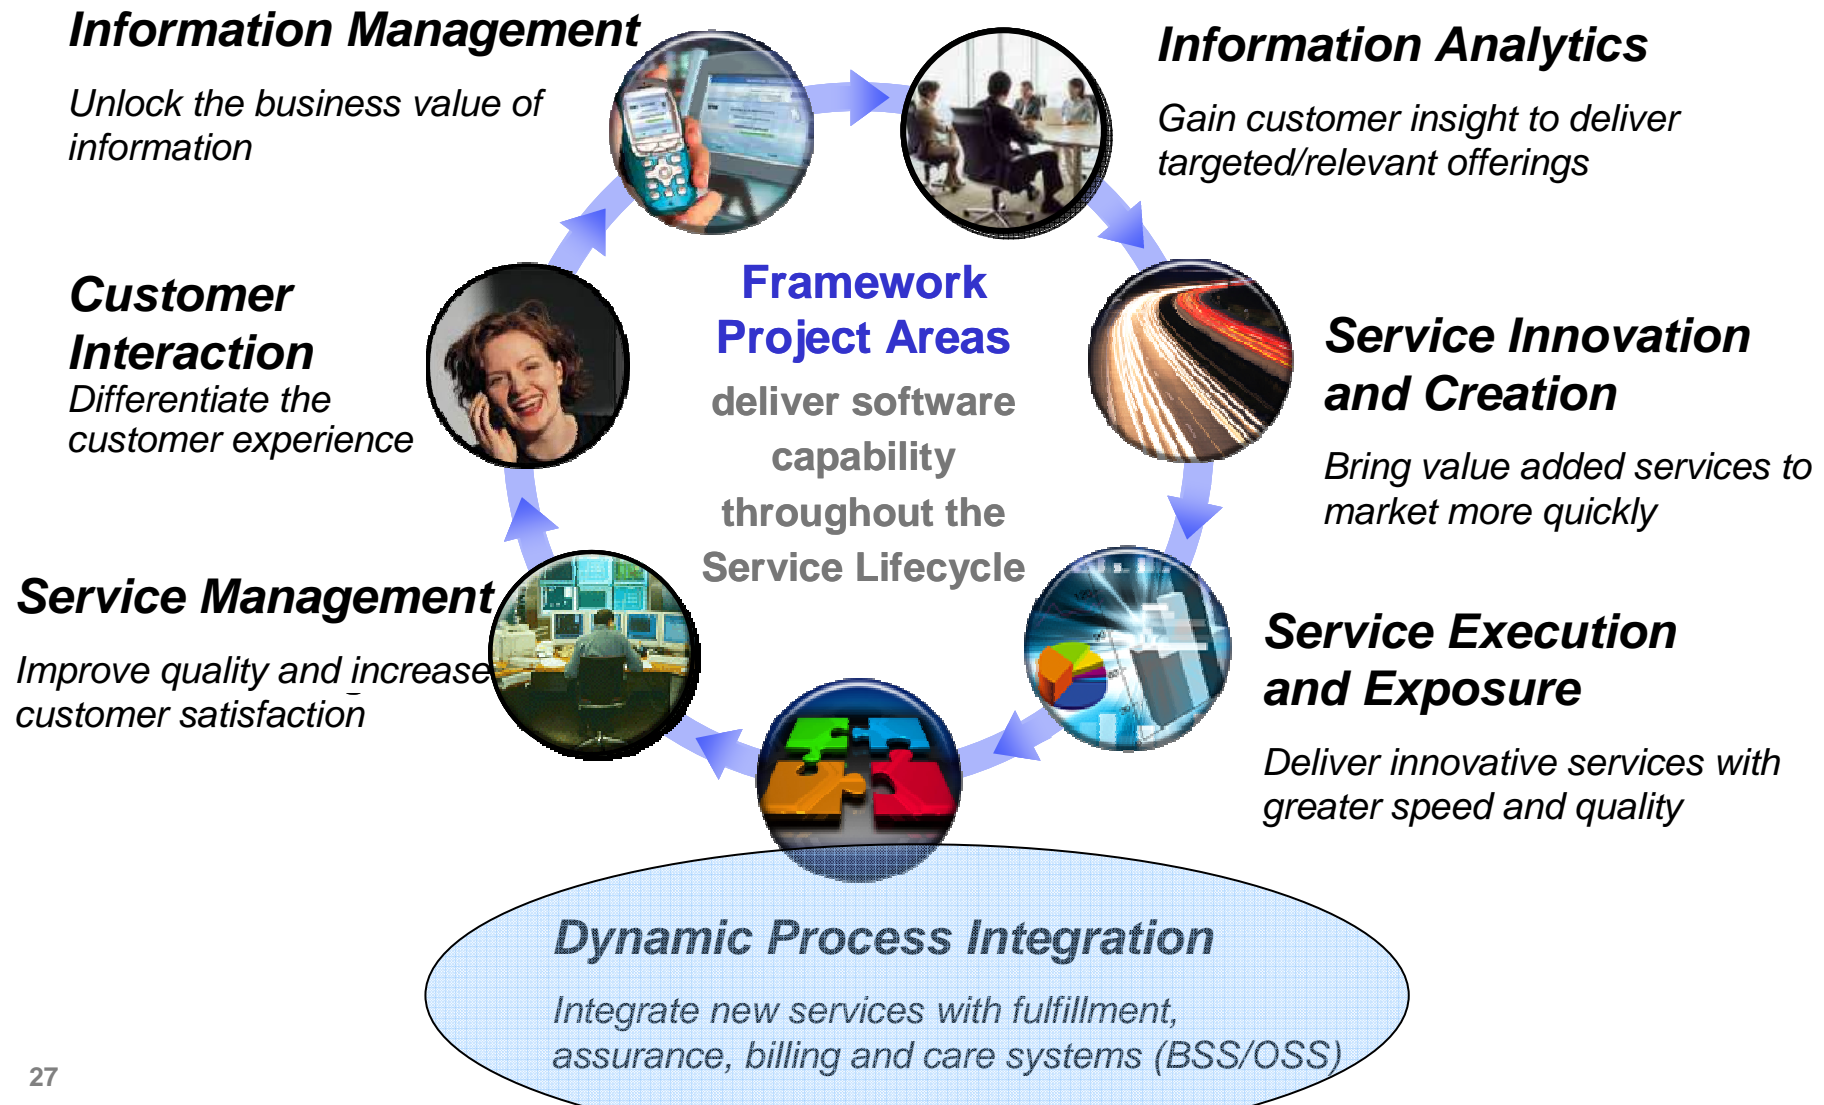 Information Management
Unlock the business value of
information
Information Analytics
Gain customer insight to deliver
targeted/relevant offerings
Framework
Project Areas
deliver software
capability
throughout the
Service Lifecycle
Customer
Interaction
Differentiate the
customer experience
Service Innovation
and Creation
Bring value added services to
market more quickly
Service Management
Improve quality and increase
customer satisfaction
Service Execution
and Exposure
Deliver innovative services with
greater speed and quality
Dynamic Process Integration
Integrate new services with fulfillment,
assurance, billing and care systems (BSS/OSS)
27